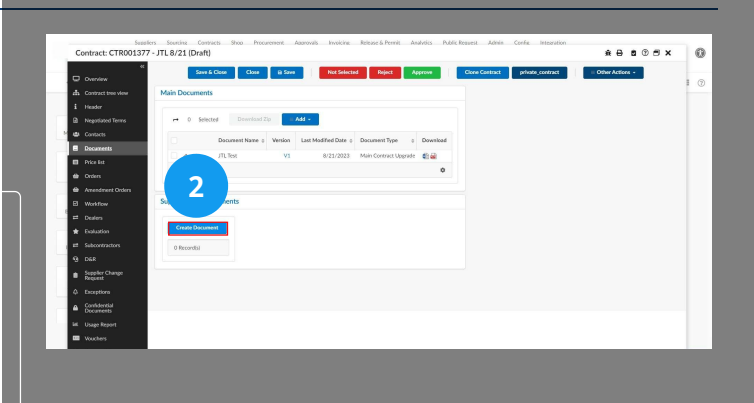 Suppliers Sourcing Contracts Shop Procurement Approvals Invoicing Release & Permit Analytics Public Request Admin Config Integration
Contract: CTR001377 - JTL 8/21 (Draft)
Save & Close Close Save Not Selected Reject Approve Clone Contract private_contract Other Actions
Overview
Contract tree view
Header
Negotiated Terms
Contacts
Documents
Price list
Orders
Amendment Orders
Workflow
Dealers
Evaluation
Subcontractors
D&R
Supplier Change
Request
Exceptions
Confidential
Documents
Usage Report
Vouchers
Main Documents
0 Selected Download Zip Add
Document Name Version Last Modified Date Document Type Download
JTL Test V1 8/21/2023 Main Contract Upgrade
2
Create Document
0 Record(s)